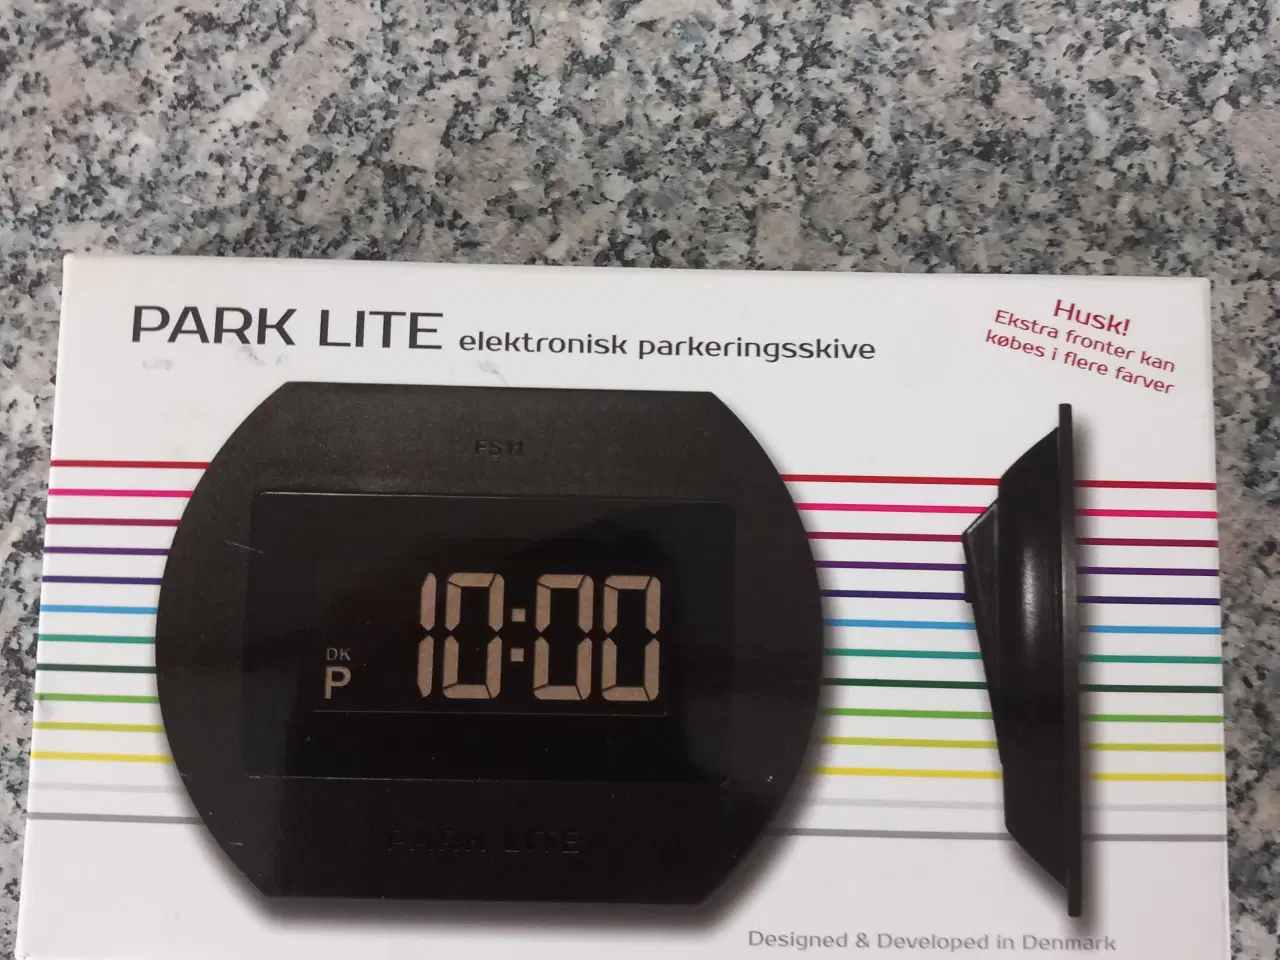 PARK LITE elektronisk parkeringsskive
Husk!
Ekstra fronter kan
købes i flere farver
FS11
10:00
DK
P
PARK LITE
Designed & Developed in Denmark